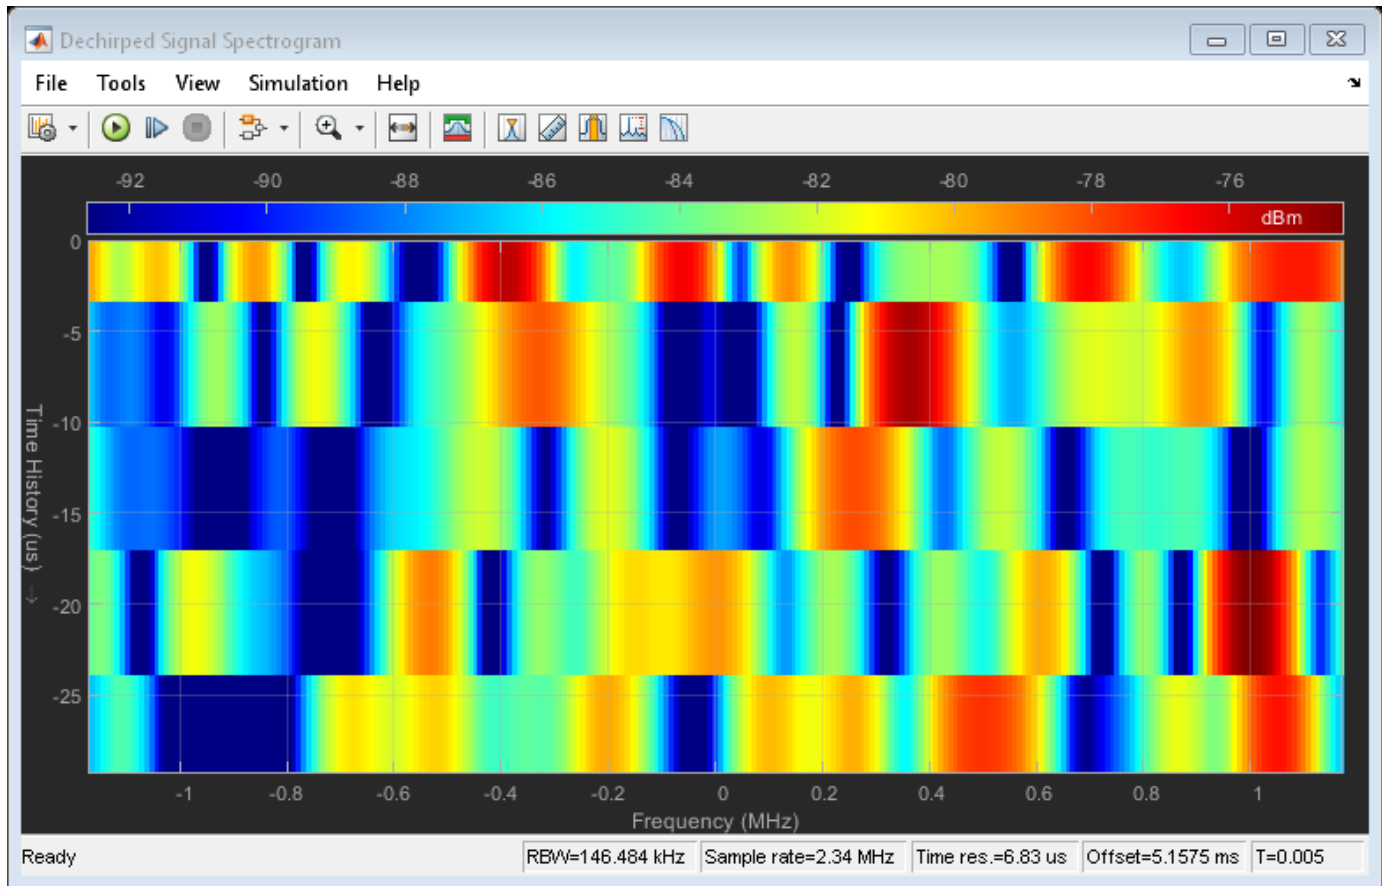 Dechirped Signal Spectrogram
File Tools View Simulation Help
-92 -90 -88 -86 -84 -82 -80 -78 -76
dBm
0
-5
-10
-15
-20
-25
Time History (us) →
-1 -0.8 -0.6 -0.4 -0.2 0 0.2 0.4 0.6 0.8 1
Frequency (MHz)
Ready RBW=146.484 kHz Sample rate=2.34 MHz Time res.=6.83 us Offset=5.1575 ms T=0.005